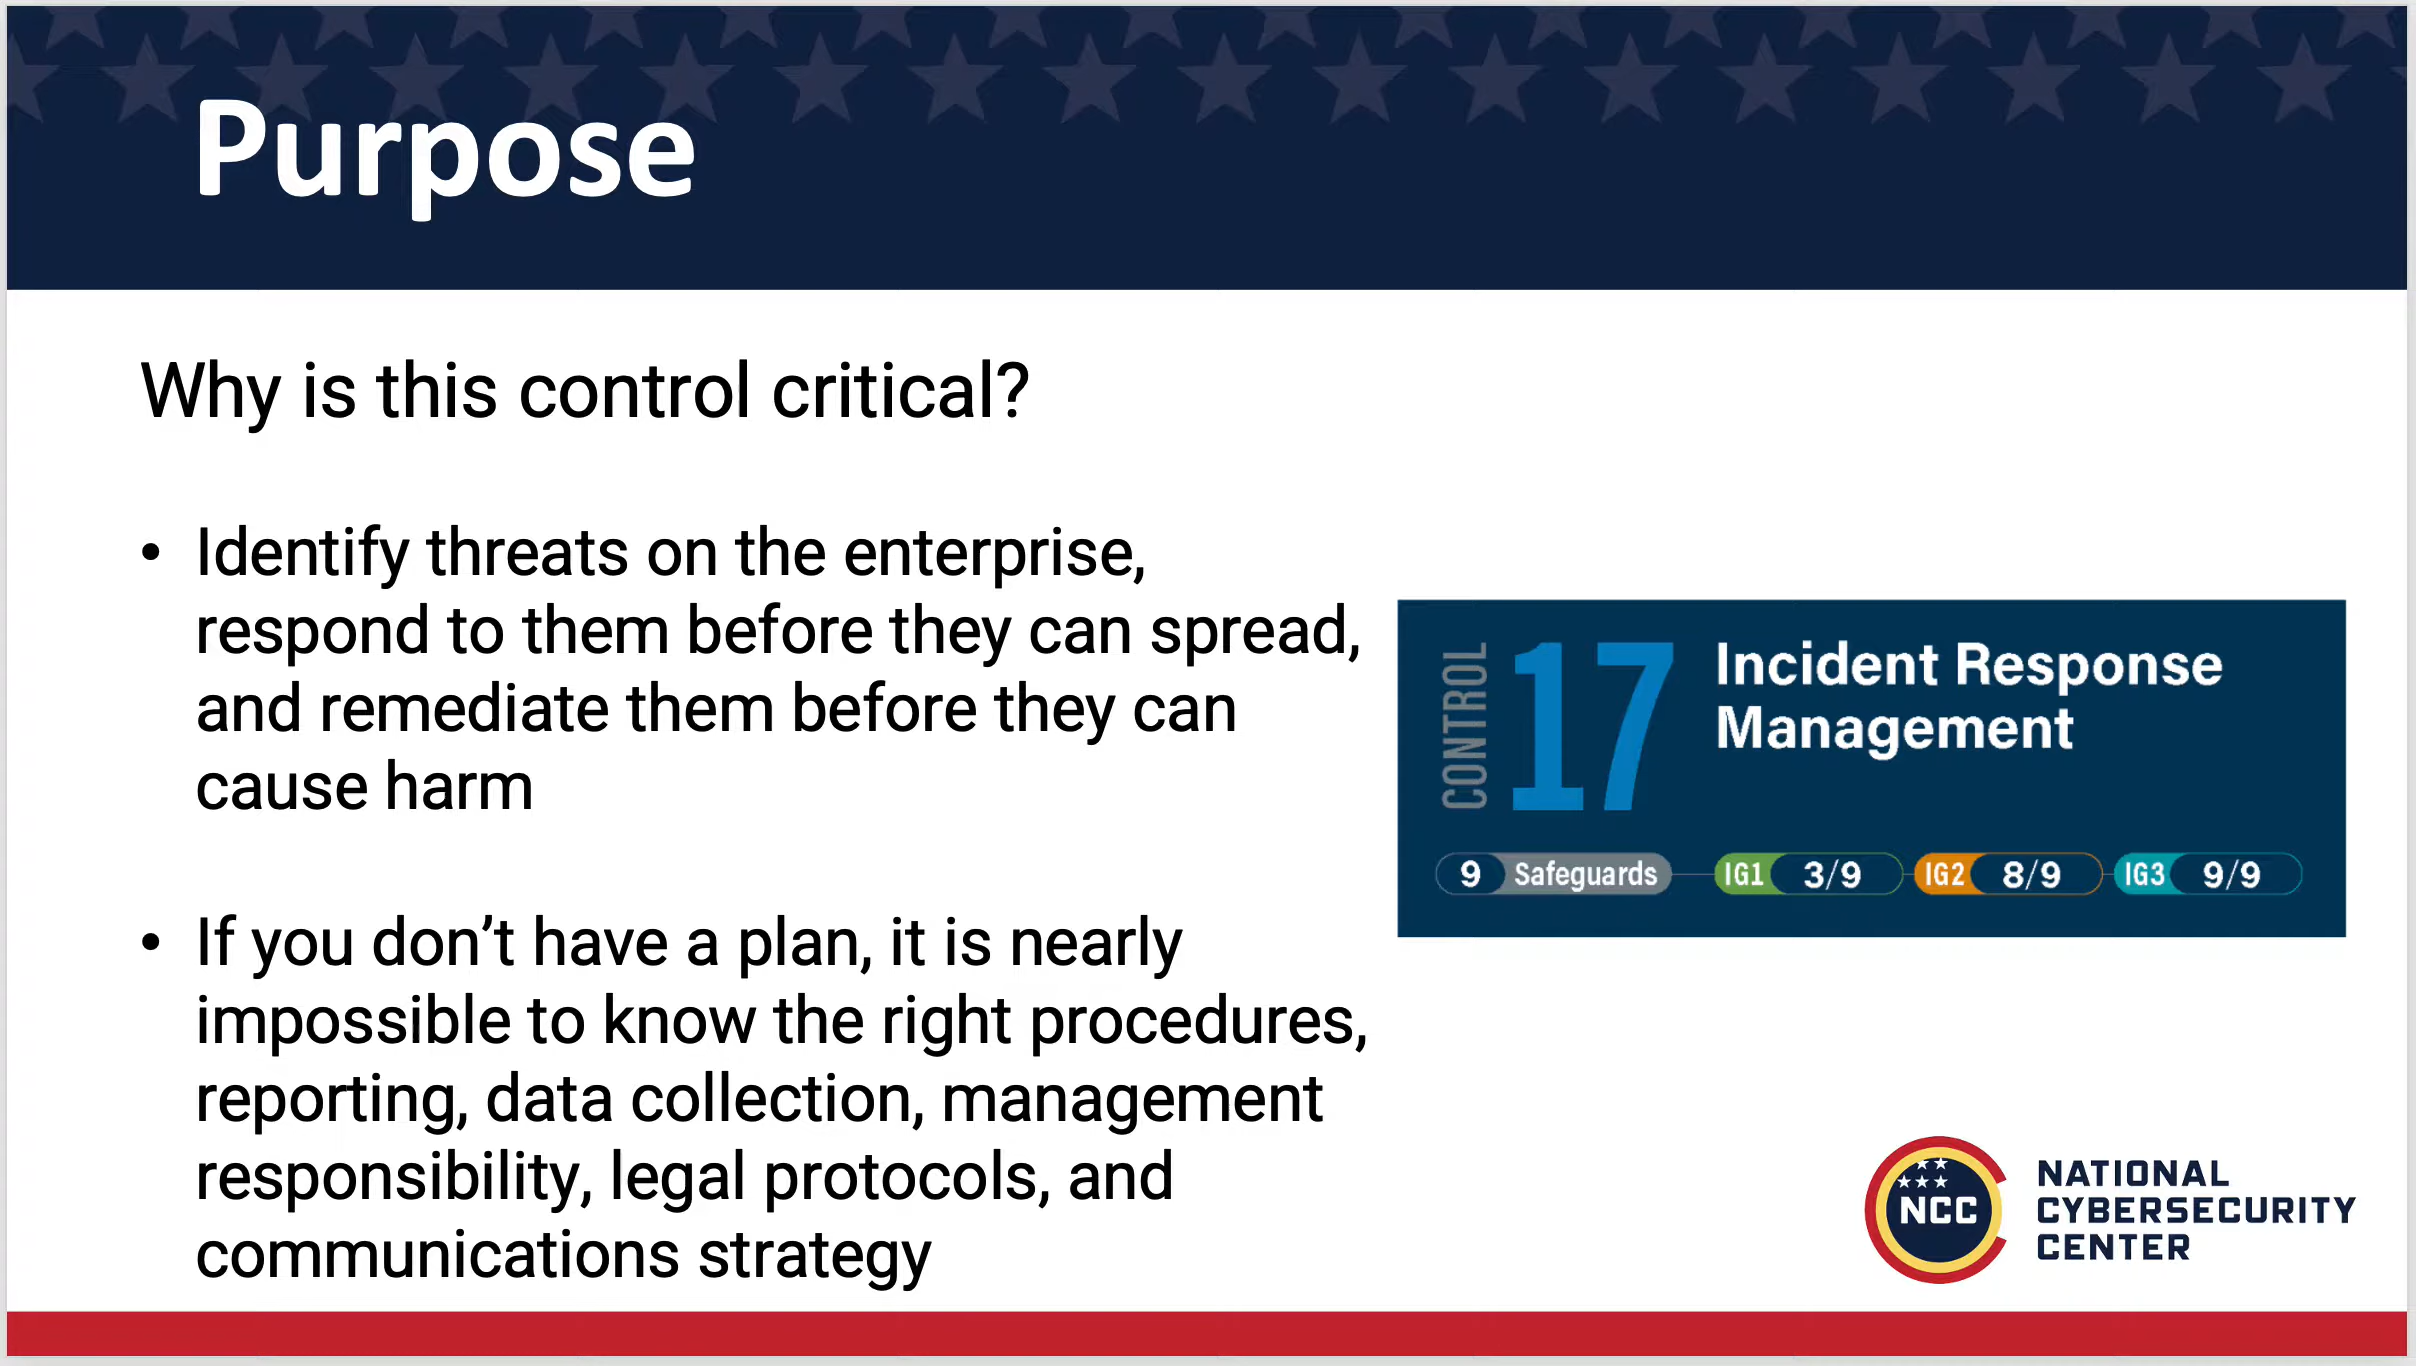 Purpose
Why is this control critical?
• Identify threats on the enterprise,
respond to them before they can spread,
and remediate them before they can
cause harm
• If you don’t have a plan, it is nearly
impossible to know the right procedures,
reporting, data collection, management
responsibility, legal protocols, and
communications strategy
CONTROL
17
Incident Response
Management
9 Safeguards IG1 3/9 IG2 8/9 IG3 9/9
NCC
NATIONAL
CYBERSECURITY
CENTER